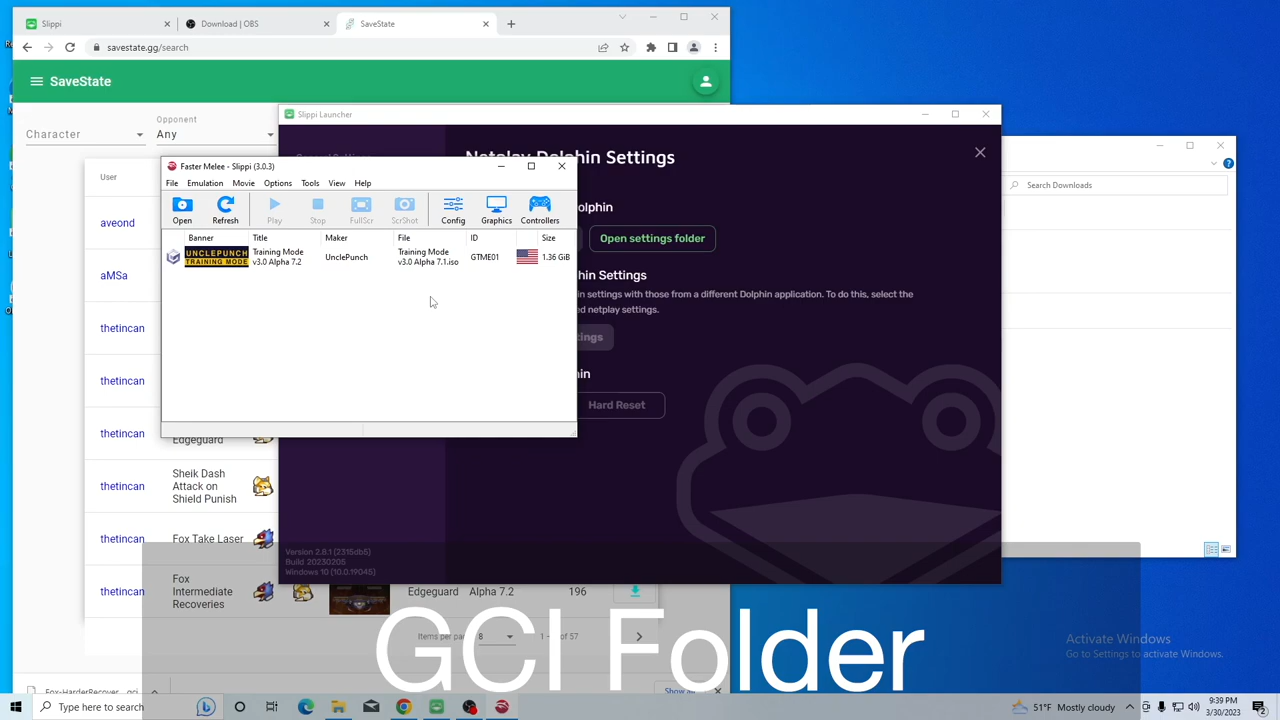 Slippi
Download | OBS
SaveState
savestate.gg/search
SaveState
Character
Opponent
Any
User
aveond
aMSa
thetincan
thetincan
thetincan
Edgeguard
thetincan
Sheik Dash
Attack on
Shield Punish
thetincan
Fox Take Laser
thetincan
Fox
Intermediate
Recoveries
Edgeguard
Alpha 7.2
196
Items per pa
8
of 57
Show all
Slippi Launcher
Netplay Dolphin Settings
olphin
Open settings folder
hin Settings
in settings with those from a different Dolphin application. To do this, select the
ed netplay settings.
ings
in
Hard Reset
Version 2.8.1 (2315db5)
Build 20230205
Windows 10 (10.0.19045)
Faster Melee - Slippi (3.0.3)
File Emulation Movie Options Tools View Help
Open Refresh Play Stop FullScr ScrShot Config Graphics Controllers
Banner Title Maker File ID Size
UNCLEPUNCH
TRAINING MODE
Training Mode
v3.0 Alpha 7.2
UnclePunch
Training Mode
v3.0 Alpha 7.1.iso
GTME01
1.36 GiB
Search Downloads
GCI Folder
Activate Windows
Go to Settings to activate Windows.
Type here to search
51°F Mostly cloudy
9:39 PM
3/30/2023